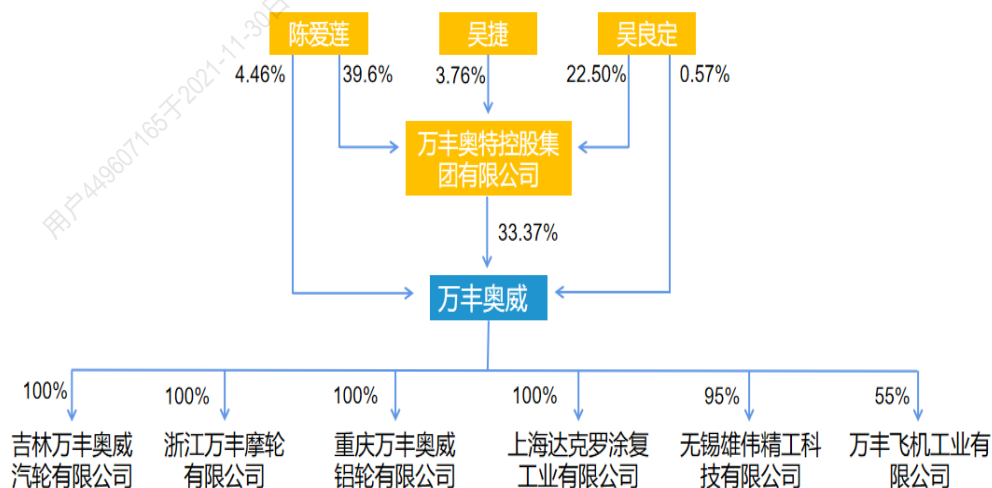 用户449607165于2021-11-30日
陈爱莲
吴捷
吴良定
4.46%
39.6%
3.76%
22.50%
0.57%
万丰奥特控股集
团有限公司
33.37%
万丰奥威
100%
100%
100%
100%
95%
55%
吉林万丰奥威
汽轮有限公司
浙江万丰摩轮
有限公司
重庆万丰奥威
铝轮有限公司
上海达克罗涂复
工业有限公司
无锡雄伟精工科
技有限公司
万丰飞机工业有
限公司